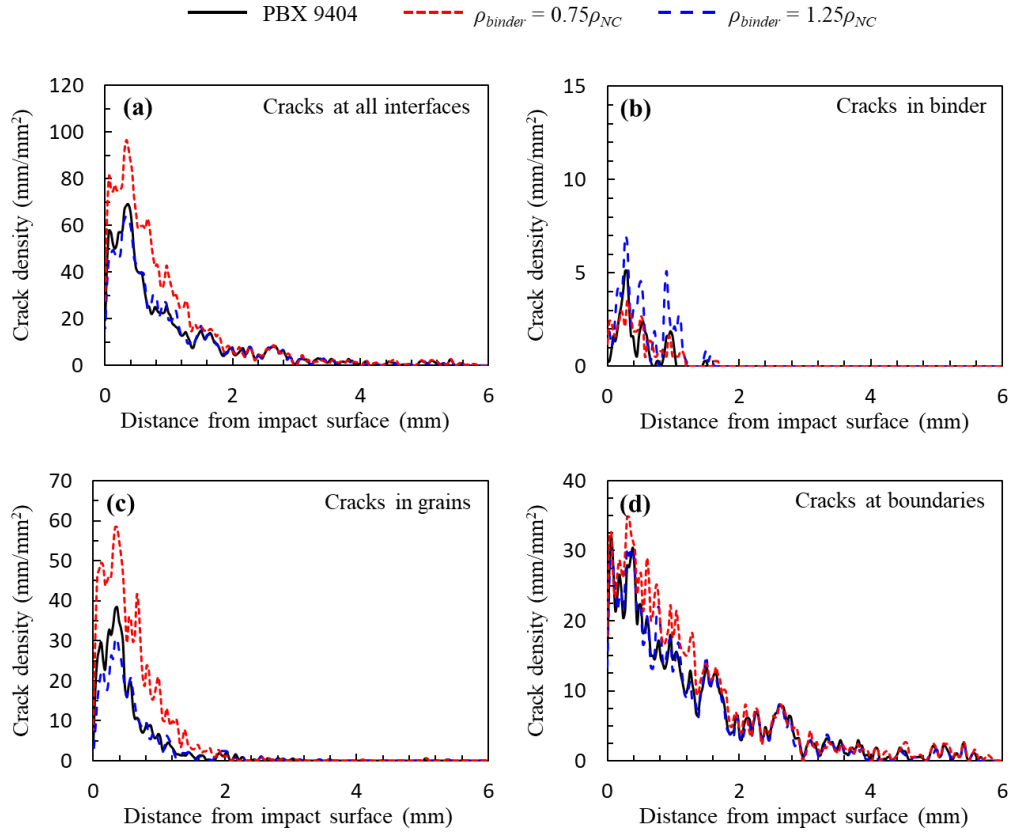 PBX 9404 ρbinder = 0.75ρNC ρbinder = 1.25ρNC
(a) Cracks at all interfaces
Crack density (mm/mm²)
120
100
80
60
40
20
0
0 2 4 6
Distance from impact surface (mm)
(b) Cracks in binder
Crack density (mm/mm²)
15
10
5
0
0 2 4 6
Distance from impact surface (mm)
(c) Cracks in grains
Crack density (mm/mm²)
70
60
50
40
30
20
10
0
0 2 4 6
Distance from impact surface (mm)
(d) Cracks at boundaries
Crack density (mm/mm²)
40
35
30
25
20
15
10
5
0
0 2 4 6
Distance from impact surface (mm)